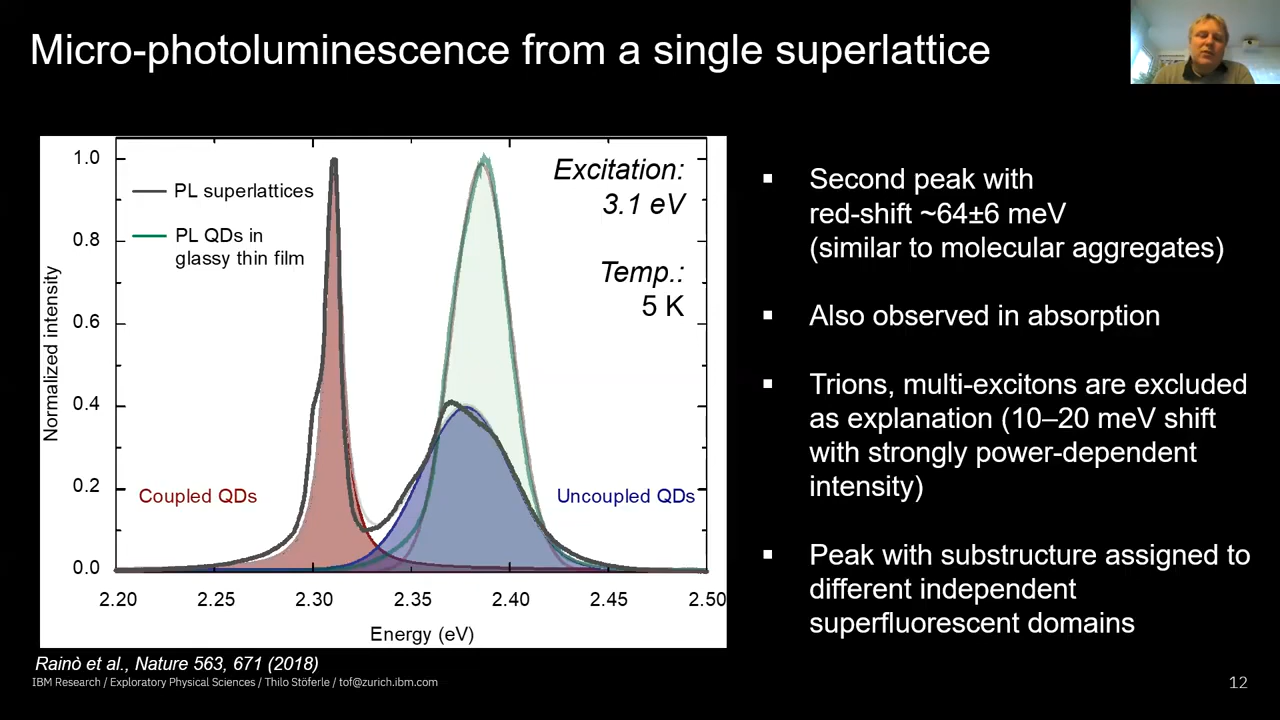 Micro-photoluminescence from a single superlattice
1.0
0.8
0.6
0.4
0.2
0.0
Normalized intensity
PL superlattices
PL QDs in
glassy thin film
Excitation:
3.1 eV
Temp.:
5 K
Coupled QDs
Uncoupled QDs
2.20 2.25 2.30 2.35 2.40 2.45 2.50
Energy (eV)
▪ Second peak with
red-shift ~64±6 meV
(similar to molecular aggregates)
▪ Also observed in absorption
▪ Trions, multi-excitons are excluded
as explanation (10–20 meV shift
with strongly power-dependent
intensity)
▪ Peak with substructure assigned to
different independent
superfluorescent domains
Rainò et al., Nature 563, 671 (2018)
IBM Research / Exploratory Physical Sciences / Thilo Stöferle / tof@zurich.ibm.com
12